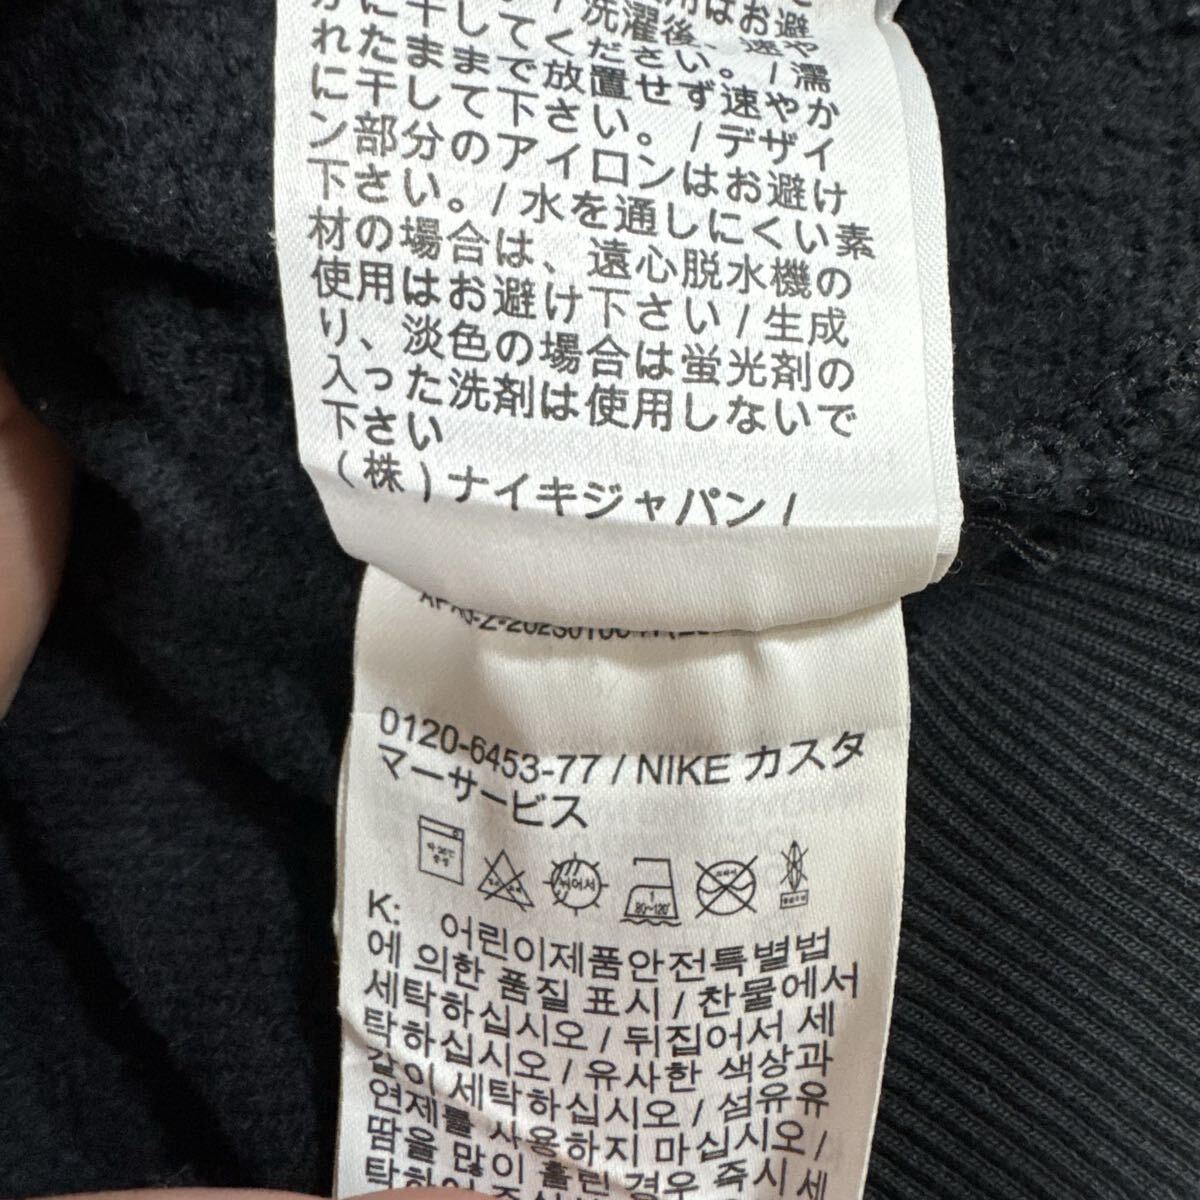 用はお避
/洗濯後、速や
に干してください。/濡
れたままで放置せず速やか
に干して下さい。/デザイ
ン部分のアイロンはお避け
下さい。/水を通しにくい素
材の場合は、遠心脱水機の
使用はお避け下さい/生成
り、淡色の場合は蛍光剤の
入った洗剤は使用しないで
下さい
(株)ナイキジャパン/
0120-6453-77 / NIKE カスタ
マーサービス
1
80~120'
K: 어린이제품안전특별법
에 의한 품질 표시 / 찬물에서
세탁하십시오 / 뒤집어서 세
탁하십시오 / 유사한 색상과
같이 세탁하십시오 / 섬유유
연제를 사용하지 마십시오 /
땀을 많이 흘린 경우 즉시 세